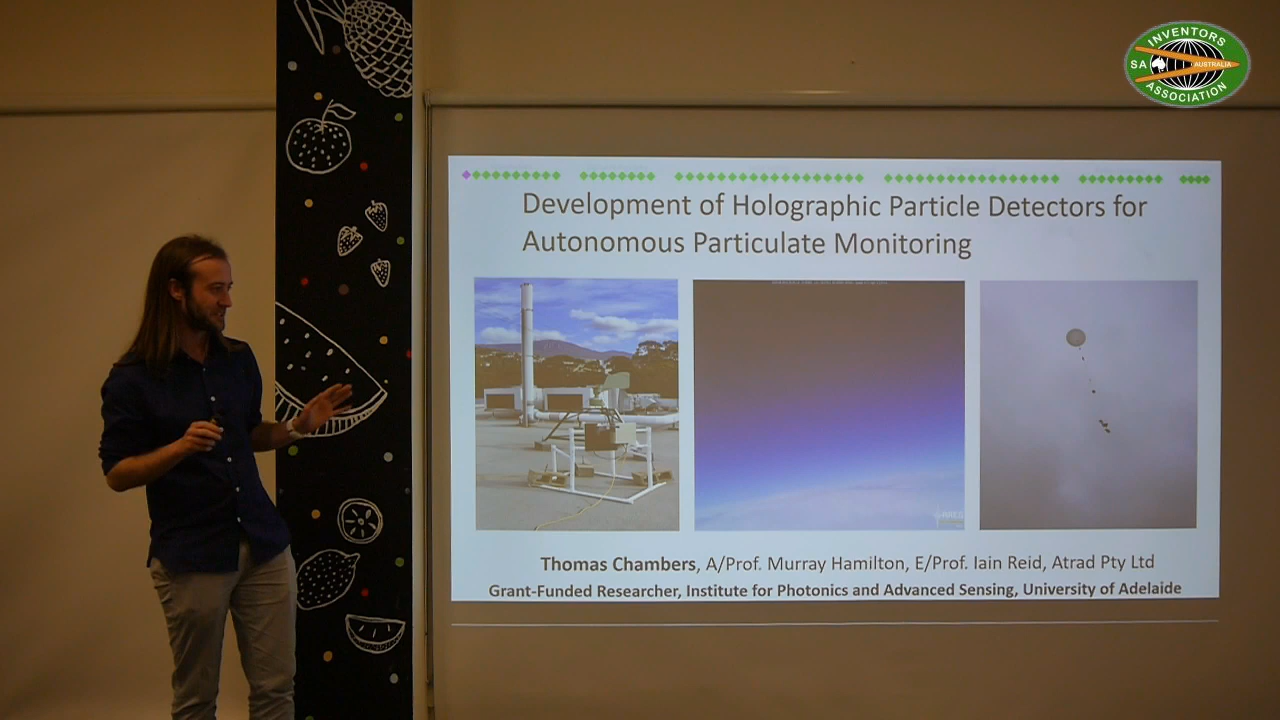 INVENTORS
SA
AUSTRALIA
ASSOCIATION
Development of Holographic Particle Detectors for
Autonomous Particulate Monitoring
AREG
Thomas Chambers, A/Prof. Murray Hamilton, E/Prof. Iain Reid, Atrad Pty Ltd
Grant-Funded Researcher, Institute for Photonics and Advanced Sensing, University of Adelaide